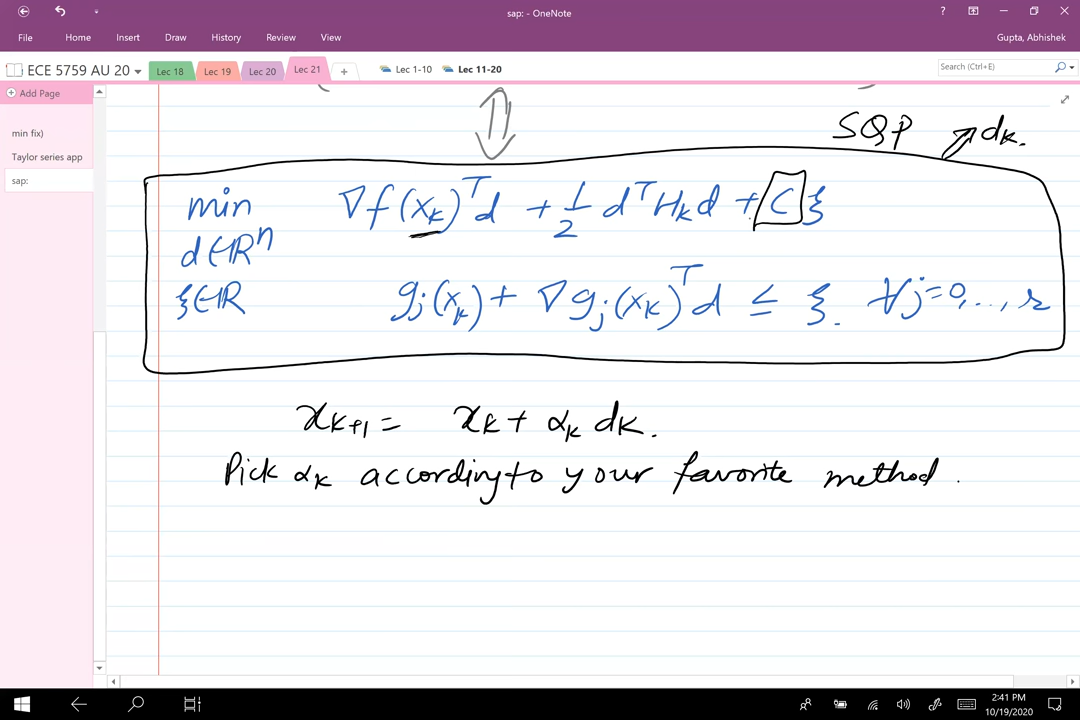 sap: - OneNote
?
File Home Insert Draw History Review View Gupta, Abhishek
ECE 5759 AU 20 Lec 18 Lec 19 Lec 20 Lec 21 + Lec 1-10 Lec 11-20 Search (Ctrl+E)
Add Page
min f(x)
Taylor series app
sap:
SQP ↗ dₖ.
min ∇f(xₖ)ᵀd + 1/2 dᵀHₖd + C ξ
d∈ℝⁿ
ξ∈ℝ gⱼ(xₖ) + ∇gⱼ(xₖ)ᵀd ≤ ξ. ∀j=0,...,r
xₖ₊₁ = xₖ + αₖ dₖ.
Pick αₖ according to your favorite method.
2:41 PM
10/19/2020